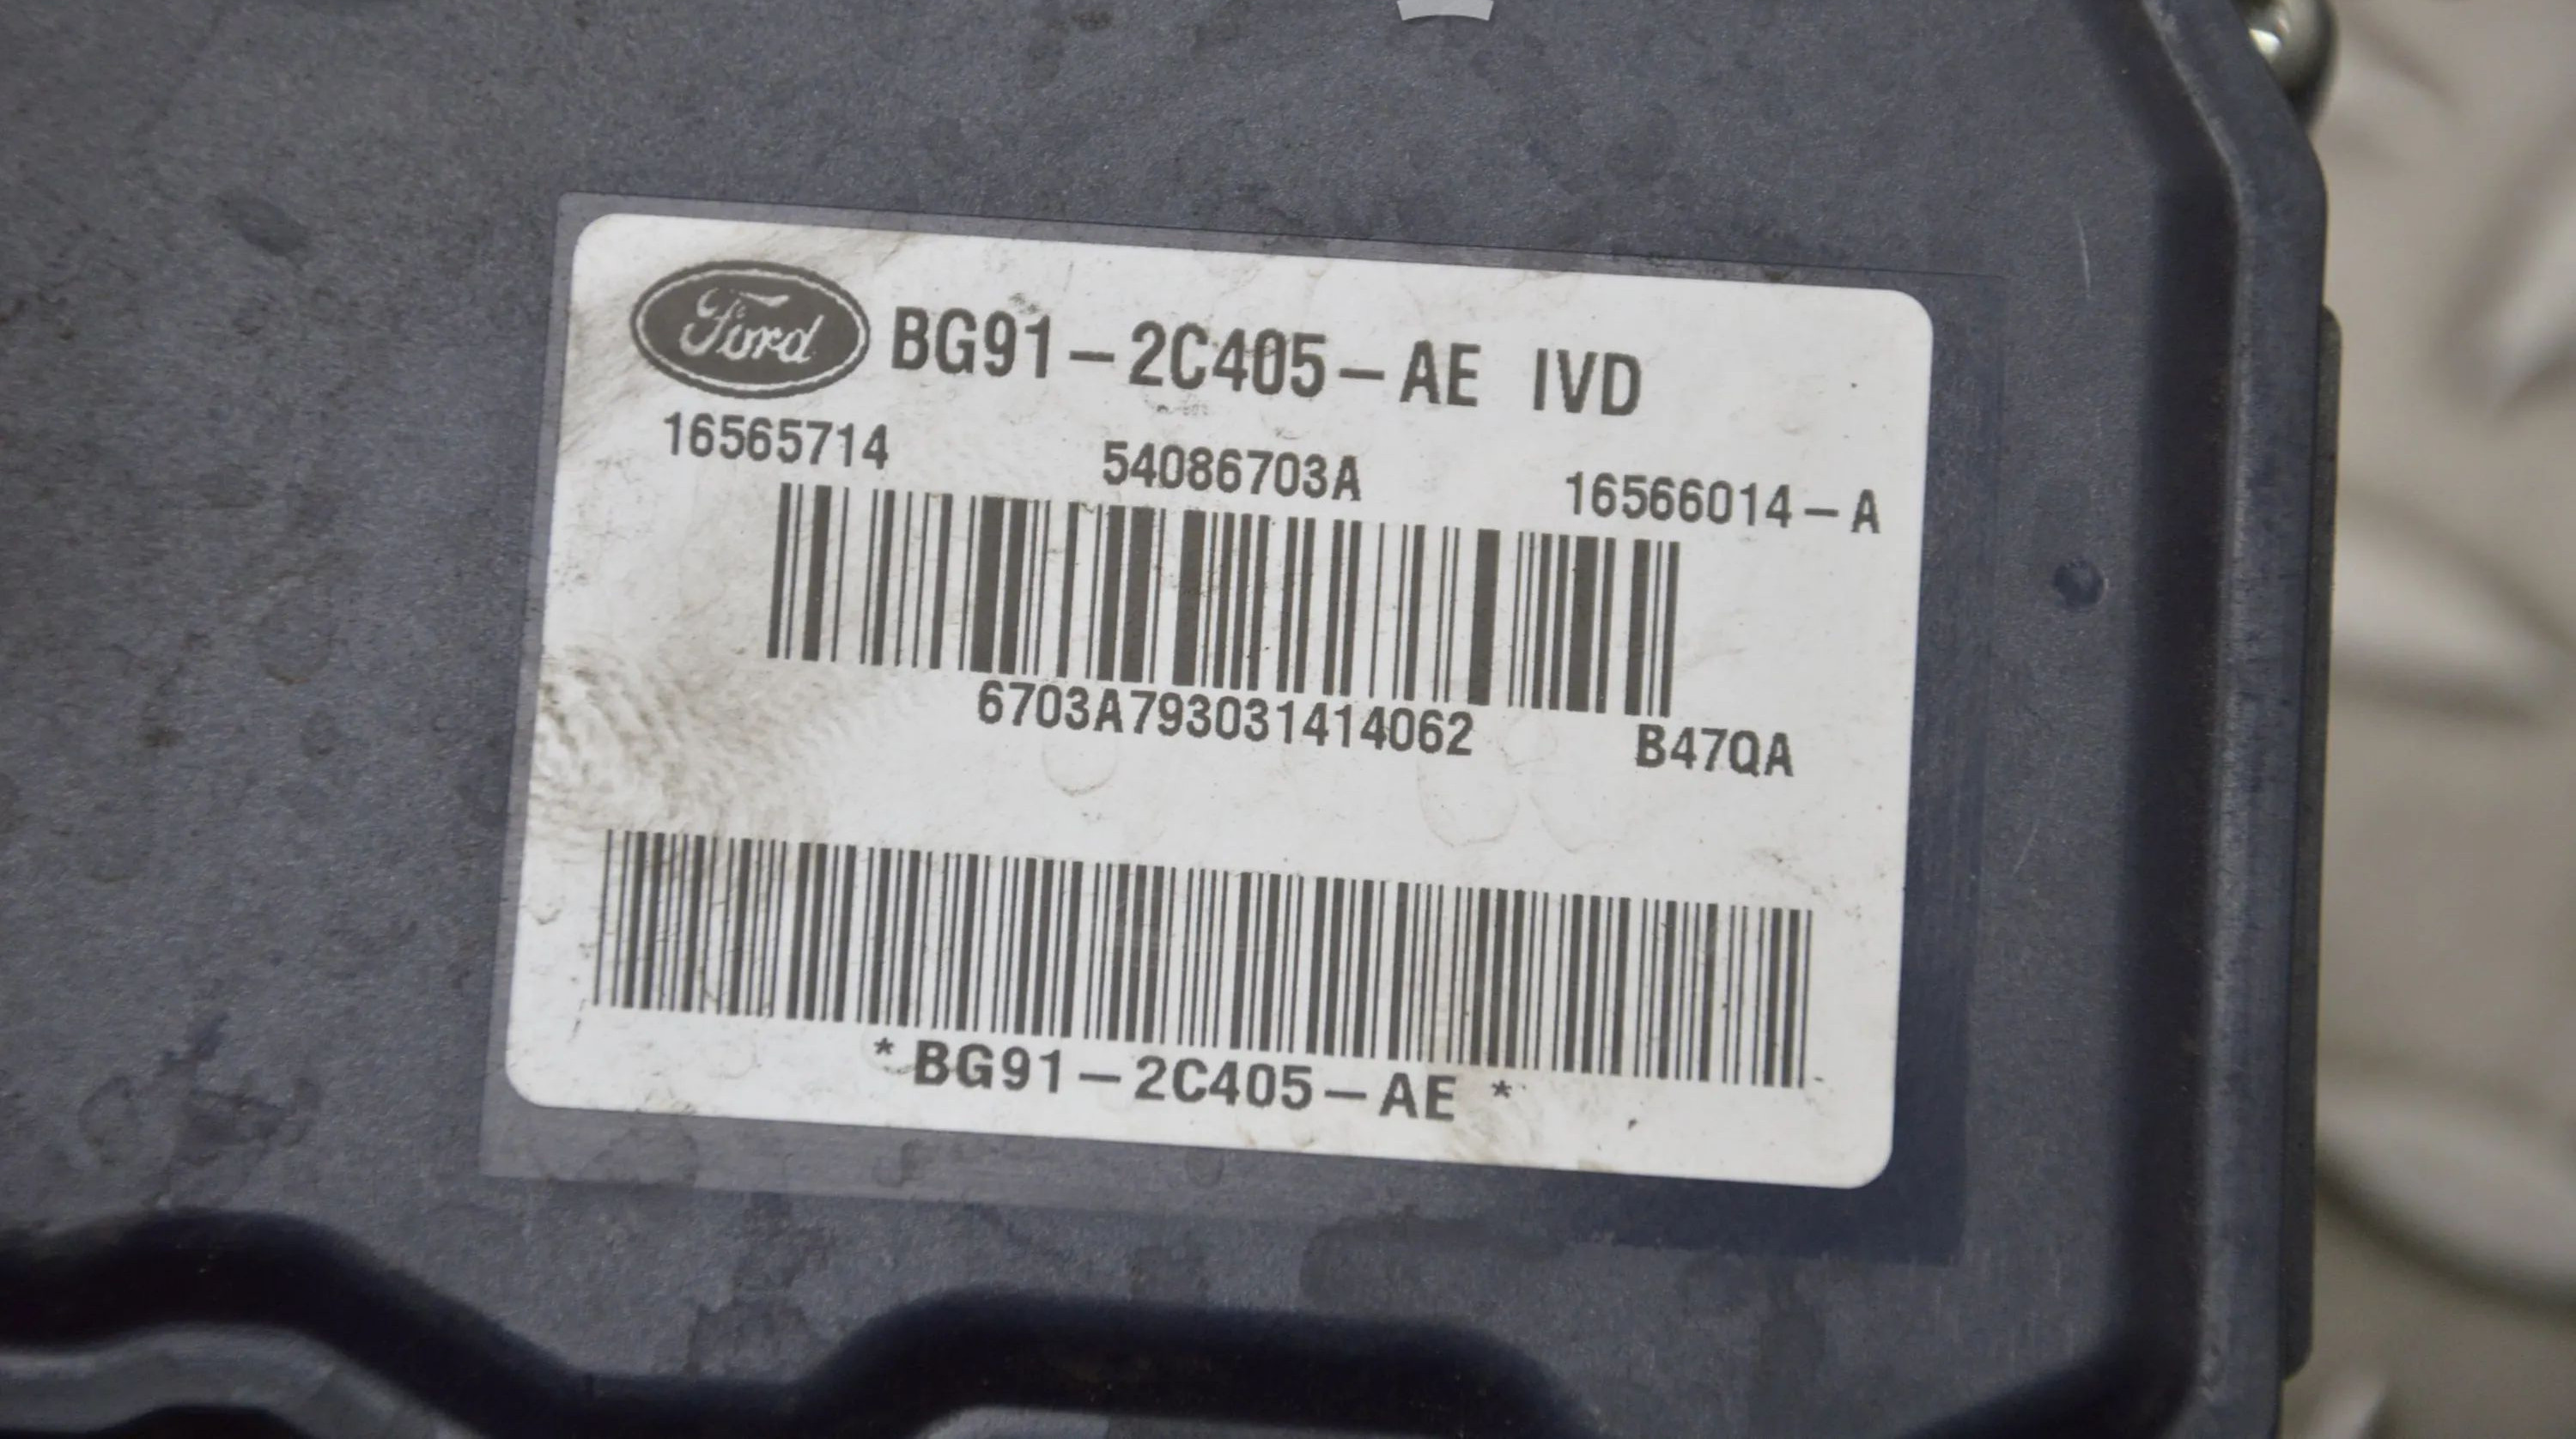 Ford BG91-2C405-AE IVD
16565714 54086703A 16566014-A
6703A793031414062 B47QA
*BG91-2C405-AE*